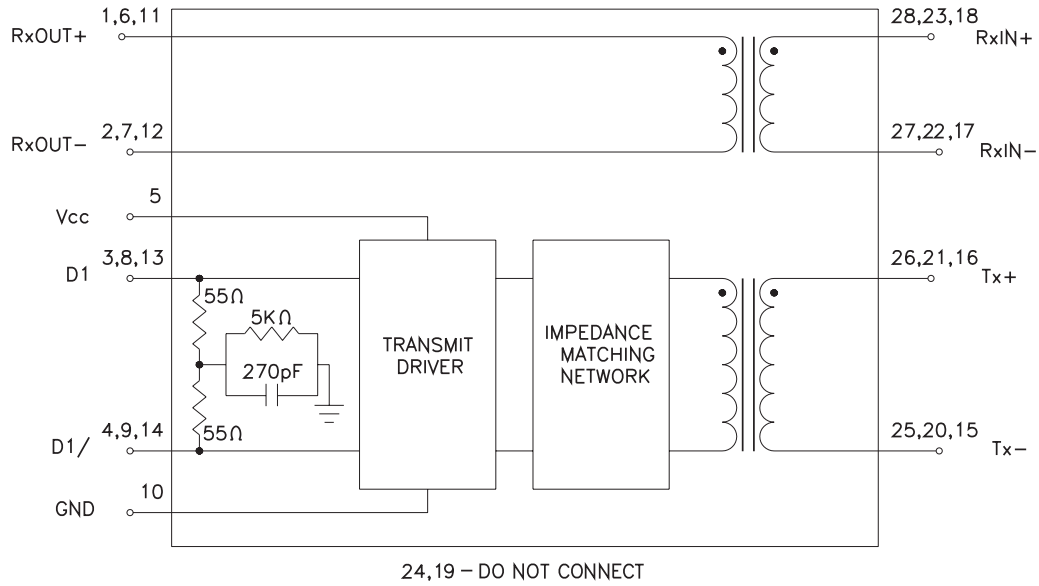 1,6,11
28,23,18
RxOUT+
RxIN+
2,7,12
27,22,17
RxOUT-
RxIN-
5
Vcc
3,8,13
26,21,16
D1
Tx+
55Ω
5KΩ
270pF
TRANSMIT
DRIVER
IMPEDANCE
MATCHING
NETWORK
55Ω
4,9,14
25,20,15
D1/
Tx-
10
GND
24,19 - DO NOT CONNECT